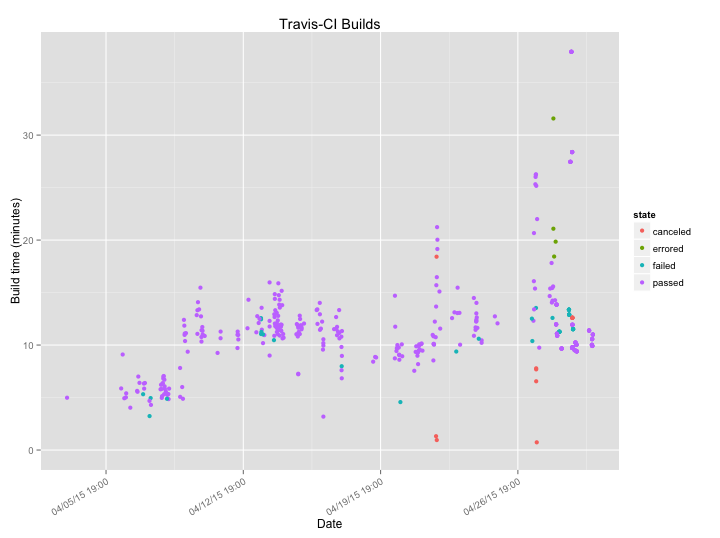 Travis-CI Builds
Build time (minutes)
30
20
10
0
04/05/15 19:00
04/12/15 19:00
04/19/15 19:00
04/26/15 19:00
Date
state
canceled
errored
failed
passed